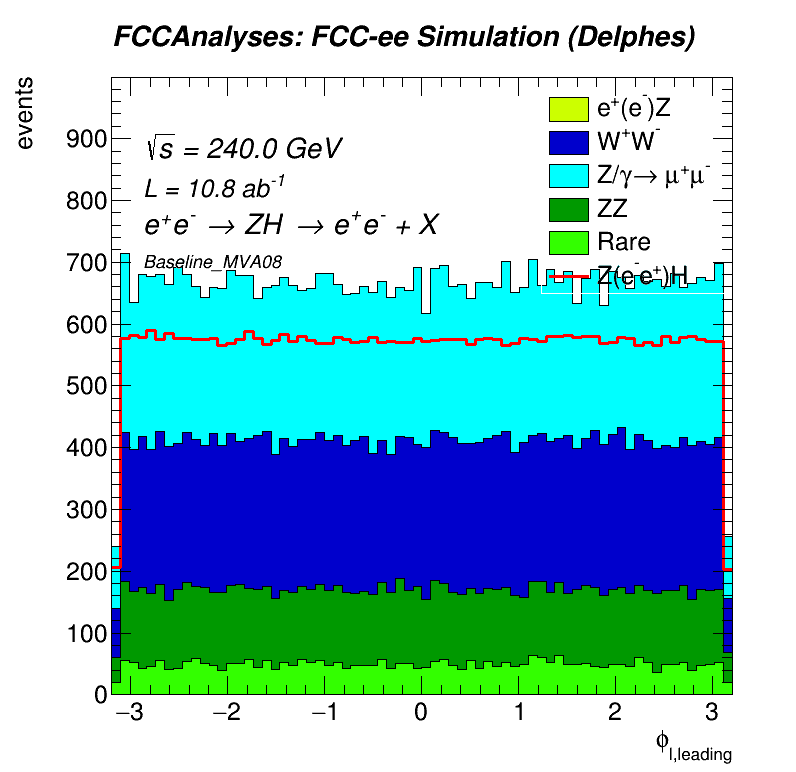 FCCAnalyses: FCC-ee Simulation (Delphes)
events
√s = 240.0 GeV
L = 10.8 ab⁻¹
e⁺e⁻ → ZH → e⁺e⁻ + X
Baseline_MVA08
e⁺(e⁻)Z
W⁺W⁻
Z/γ→ μ⁺μ⁻
ZZ
Rare
Z(e⁻e⁺)H
900
800
700
600
500
400
300
200
100
0
−3 −2 −1 0 1 2 3
ϕ_l,leading